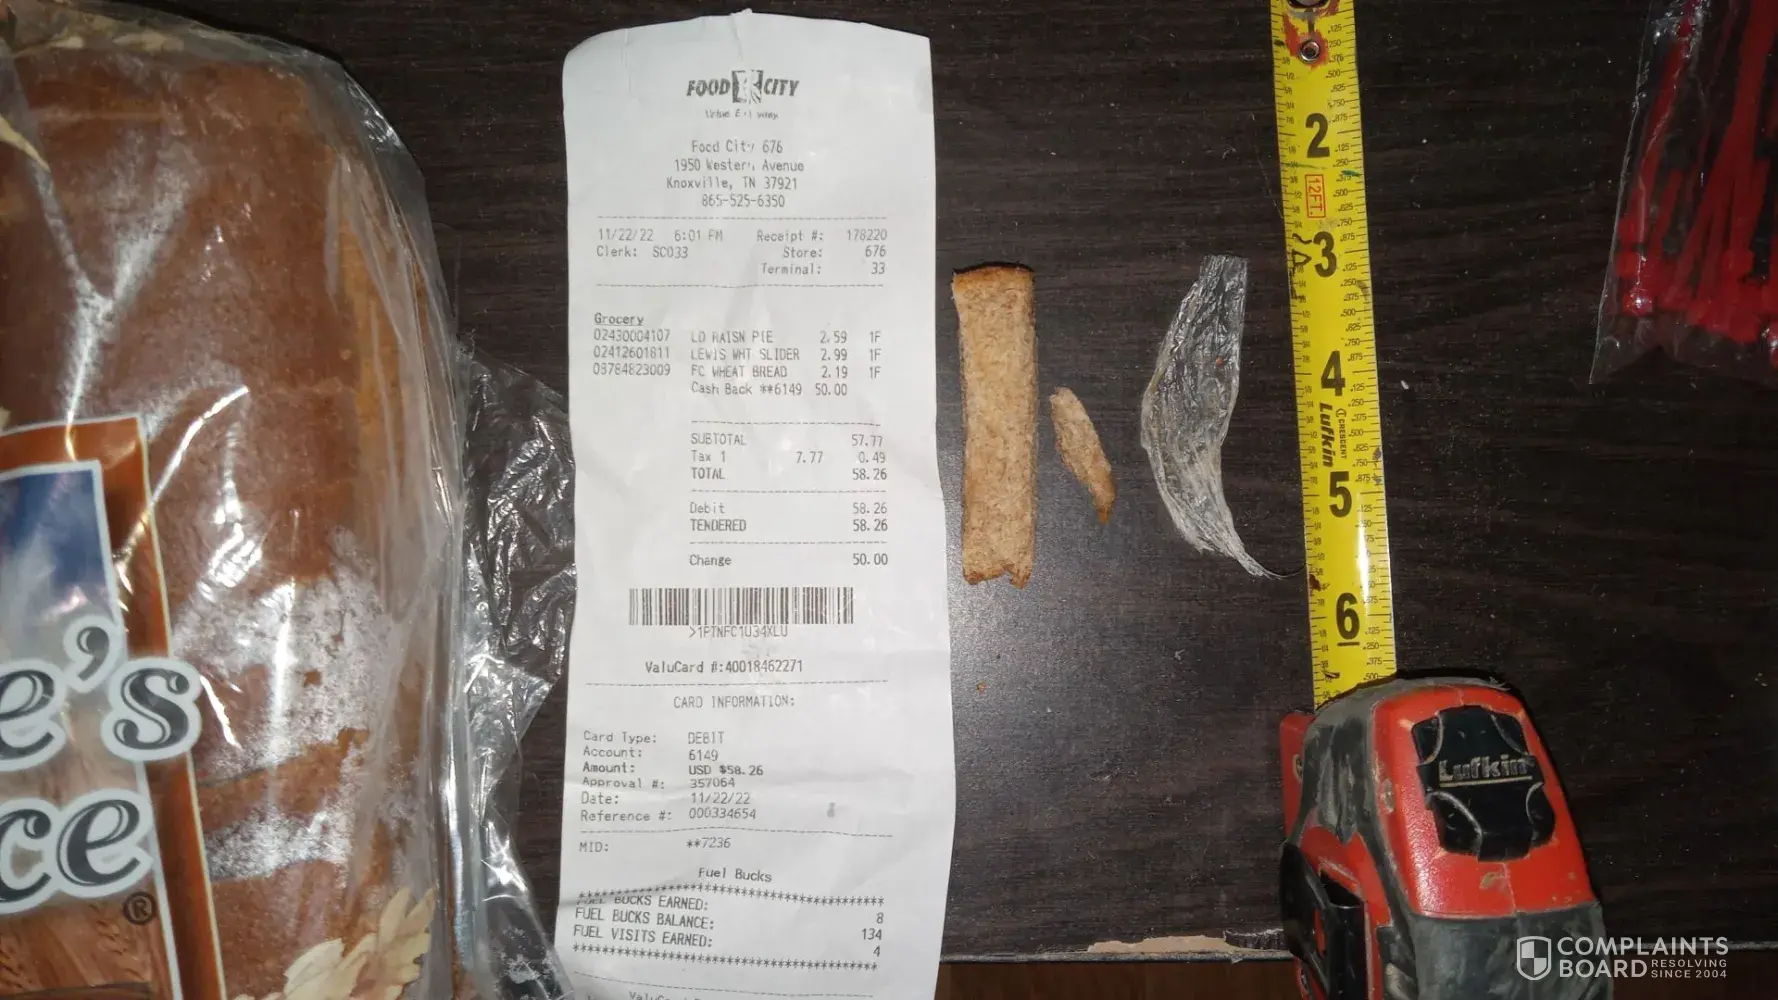 FOOD CITY
Food City 676
1950 Western Avenue
Knoxville, TN 37921
865-525-6350
11/22/22 6:01 PM Receipt #: 178220
Clerk: SC033 Store: 676
Terminal: 33
Grocery
02430004107 LD RAISN PIE 2.59 1F
02412601811 LEWIS WHT SLIDER 2.99 1F
03784823009 FC WHEAT BREAD 2.19 1F
Cash Back **6149 50.00
SUBTOTAL 57.77
Tax 1 7.77 0.49
TOTAL 58.26
Debit 58.26
TENDERED 58.26
Change 50.00
>1PTNFC1U34XLU
ValuCard #:40018462271
CARD INFORMATION:
Card Type: DEBIT
Account: 6149
Amount: USD $58.26
Approval #: 357064
Date: 11/22/22
Reference #: 000334654
MID: **7236
Fuel Bucks
FUEL BUCKS EARNED: 8
FUEL BUCKS BALANCE: 134
FUEL VISITS EARNED: 4
e's
ce
®
2
12FT.
3
4
CRESCENT
Lufkin
5
6
Lufkin
COMPLAINTS
BOARD RESOLVING
SINCE 2004